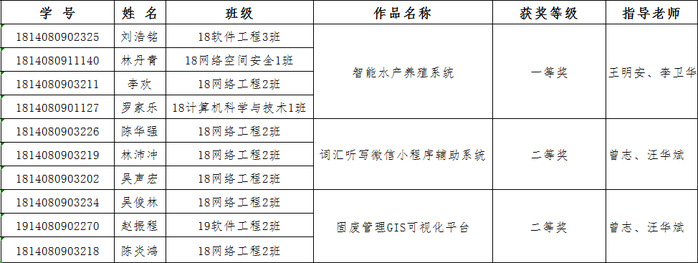 学 号 姓 名 班级 作品名称 获奖等级 指导老师
1814080902325 刘浩铭 18软件工程3班
1814080911140 林丹霄 18网络空间安全1班
1814080903211 李欢 18网络工程2班
1814080901127 罗家乐 18计算机科学与技术1班
智能水产养殖系统 一等奖 王明安、李卫华
1814080903226 陈华强 18网络工程2班
1814080903219 林沛冲 18网络工程2班
1814080903202 吴声宏 18网络工程2班
词汇听写微信小程序辅助系统 二等奖 曾志、汪华斌
1814080903234 吴俊林 18网络工程2班
1914080902270 赵振程 19软件工程2班
1814080903218 陈炎鸿 18网络工程2班
固废管理GIS可视化平台 二等奖 曾志、汪华斌